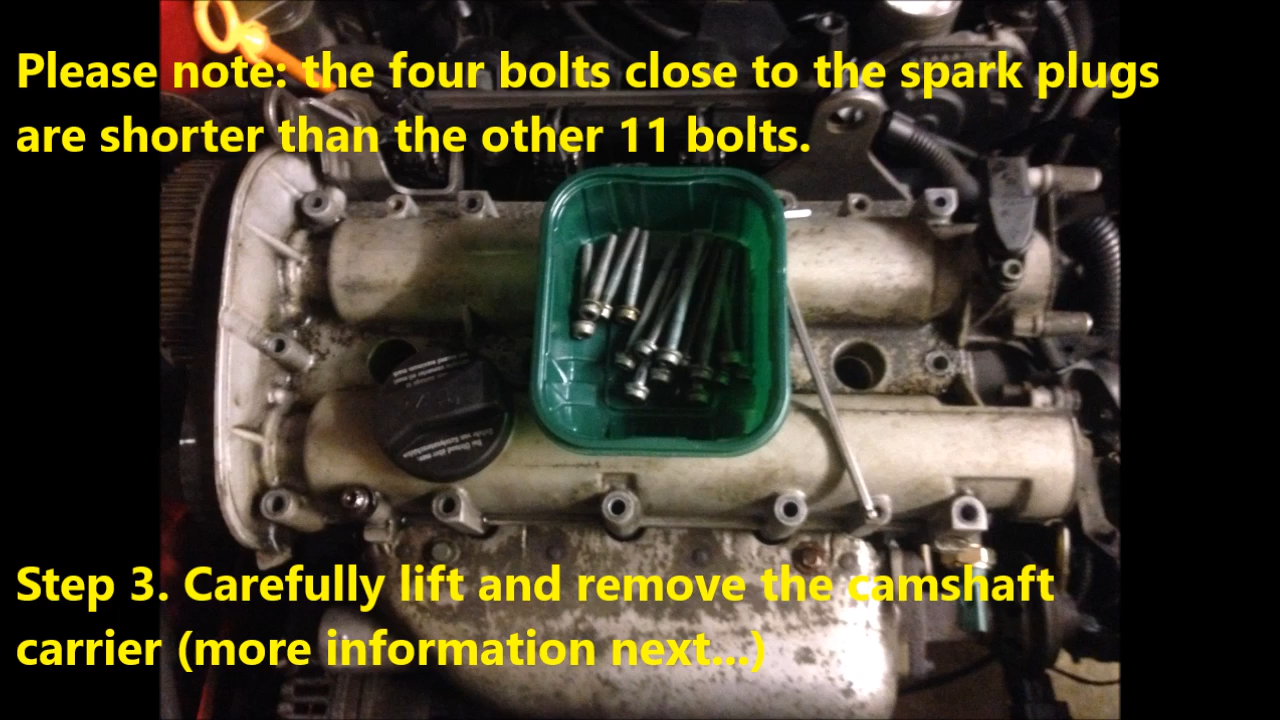 Please note: the four bolts close to the spark plugs
are shorter than the other 11 bolts.
Step 3. Carefully lift and remove the camshaft
carrier (more information next...)